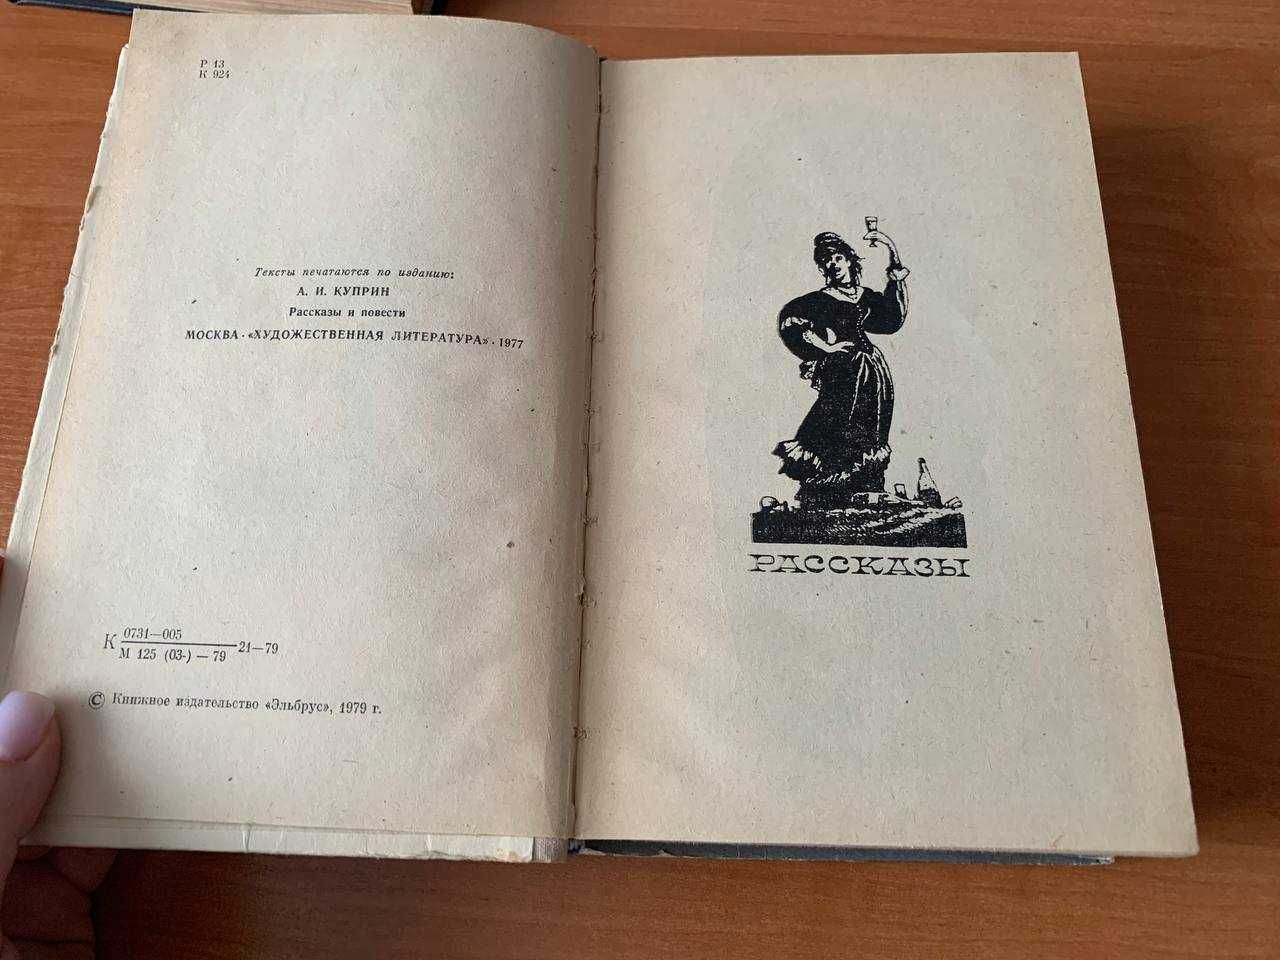 Р 13
К 924
Тексты печатаются по изданию:
А. И. КУПРИН
Рассказы и повести
МОСКВА · «ХУДОЖЕСТВЕННАЯ ЛИТЕРАТУРА» · 1977
К 0731—005
М 125 (03-) — 79
21—79
© Книжное издательство «Эльбрус», 1979 г.
РАССКАЗЫ